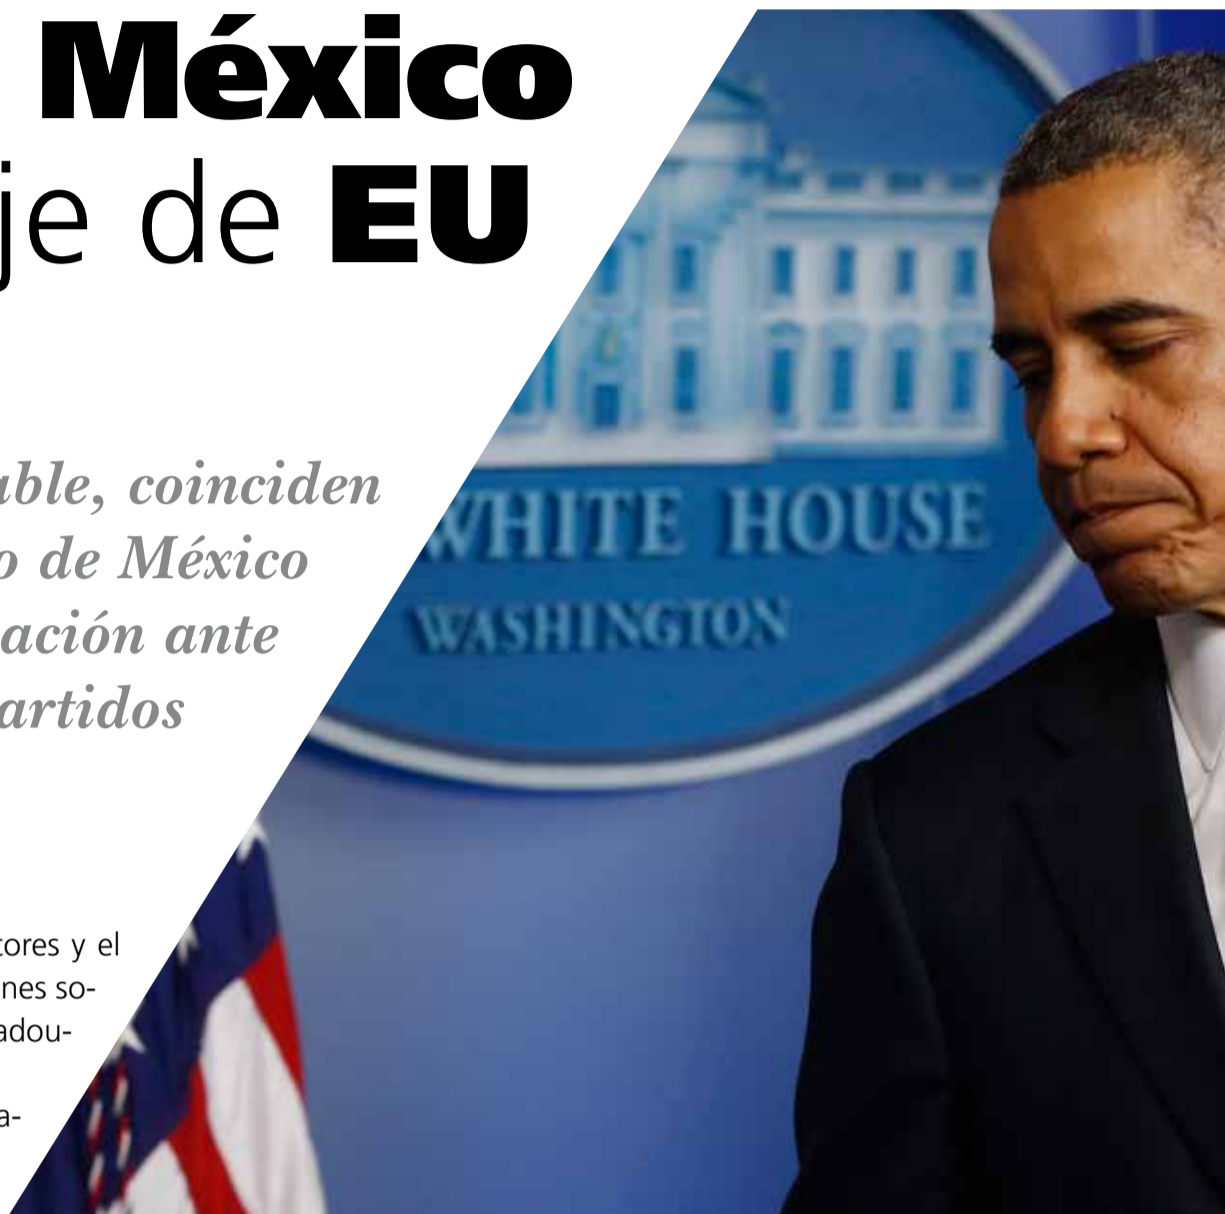 México
je de EU
able, coinciden
o de México
ación ante
artidos
WHITE HOUSE
WASHINGTON
tores y el
nes so-
adou-
a-